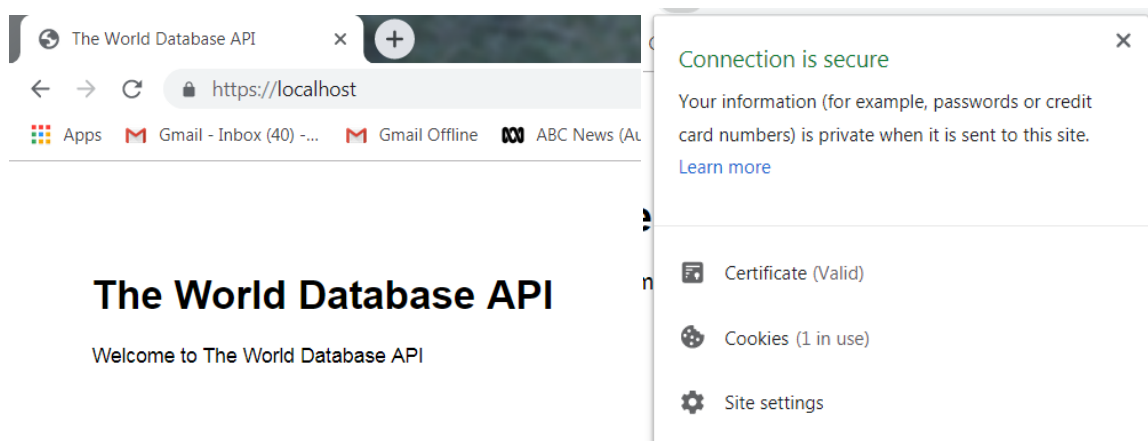 The World Database API
https://localhost
Apps Gmail - Inbox (40) -... Gmail Offline ABC News (Au
The World Database API
Welcome to The World Database API
Connection is secure
Your information (for example, passwords or credit
card numbers) is private when it is sent to this site.
Learn more
Certificate (Valid)
Cookies (1 in use)
Site settings